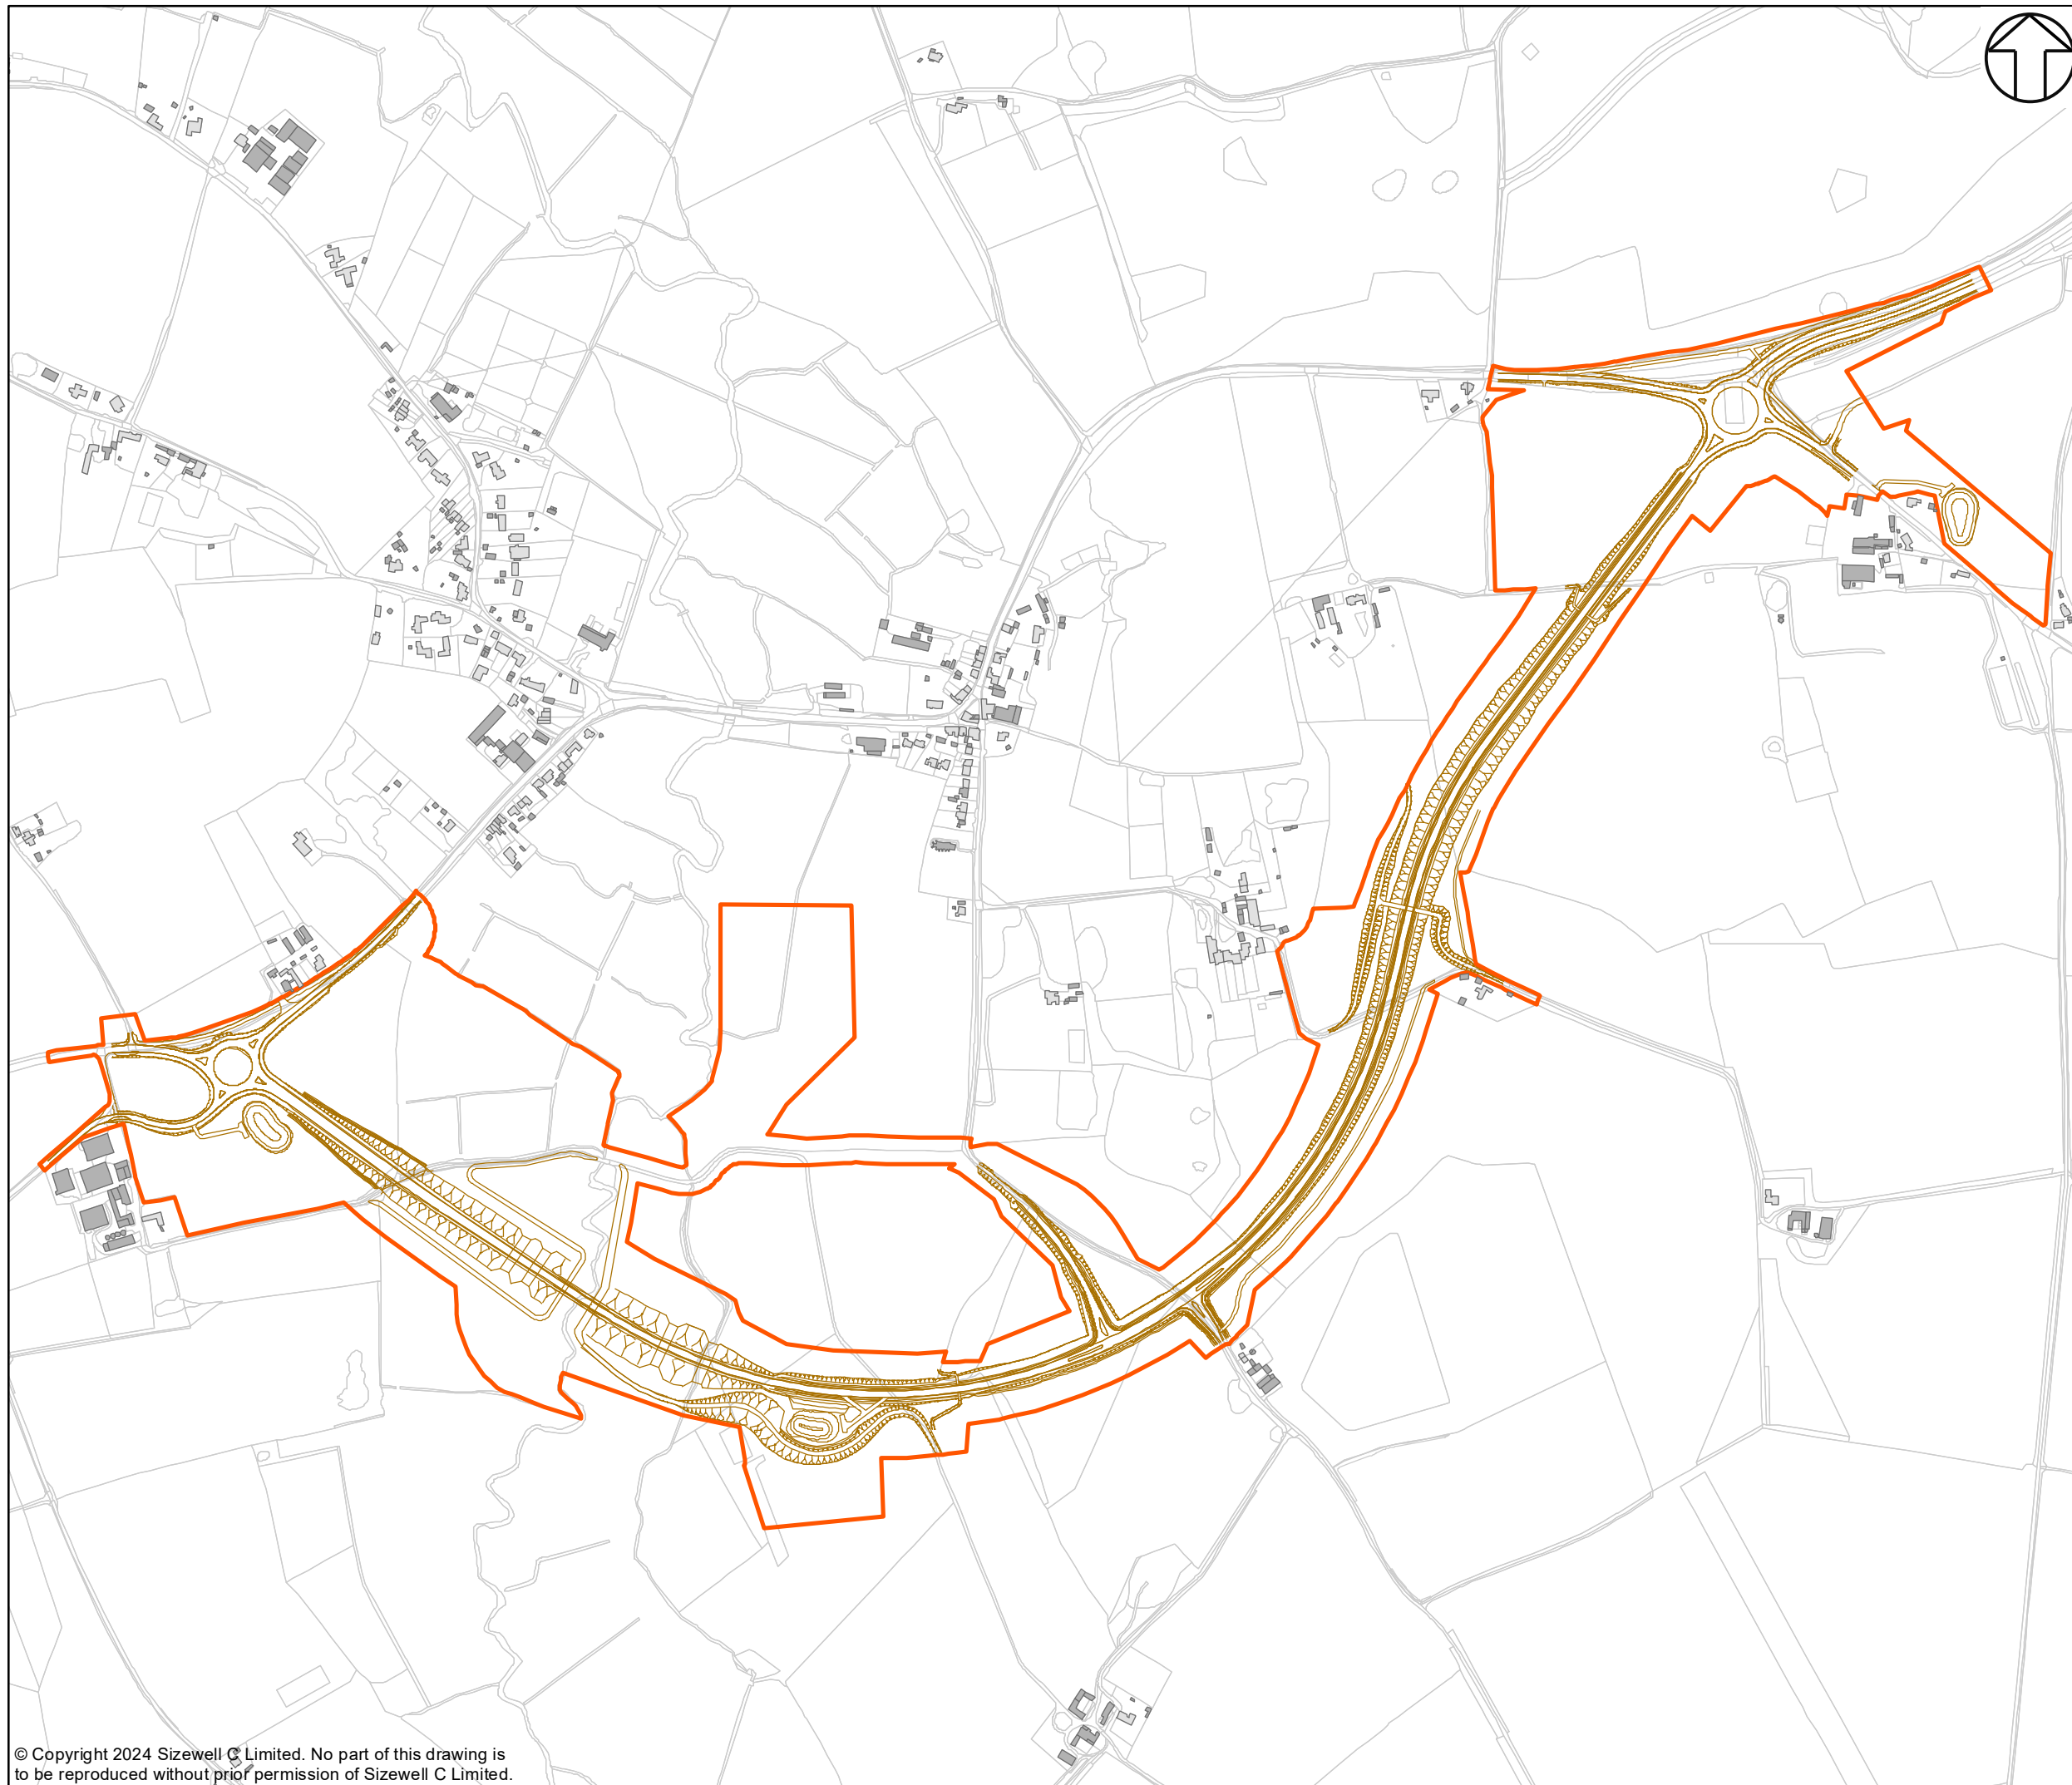 © Copyright 2024 Sizewell C Limited. No part of this drawing is
to be reproduced without prior permission of Sizewell C Limited.